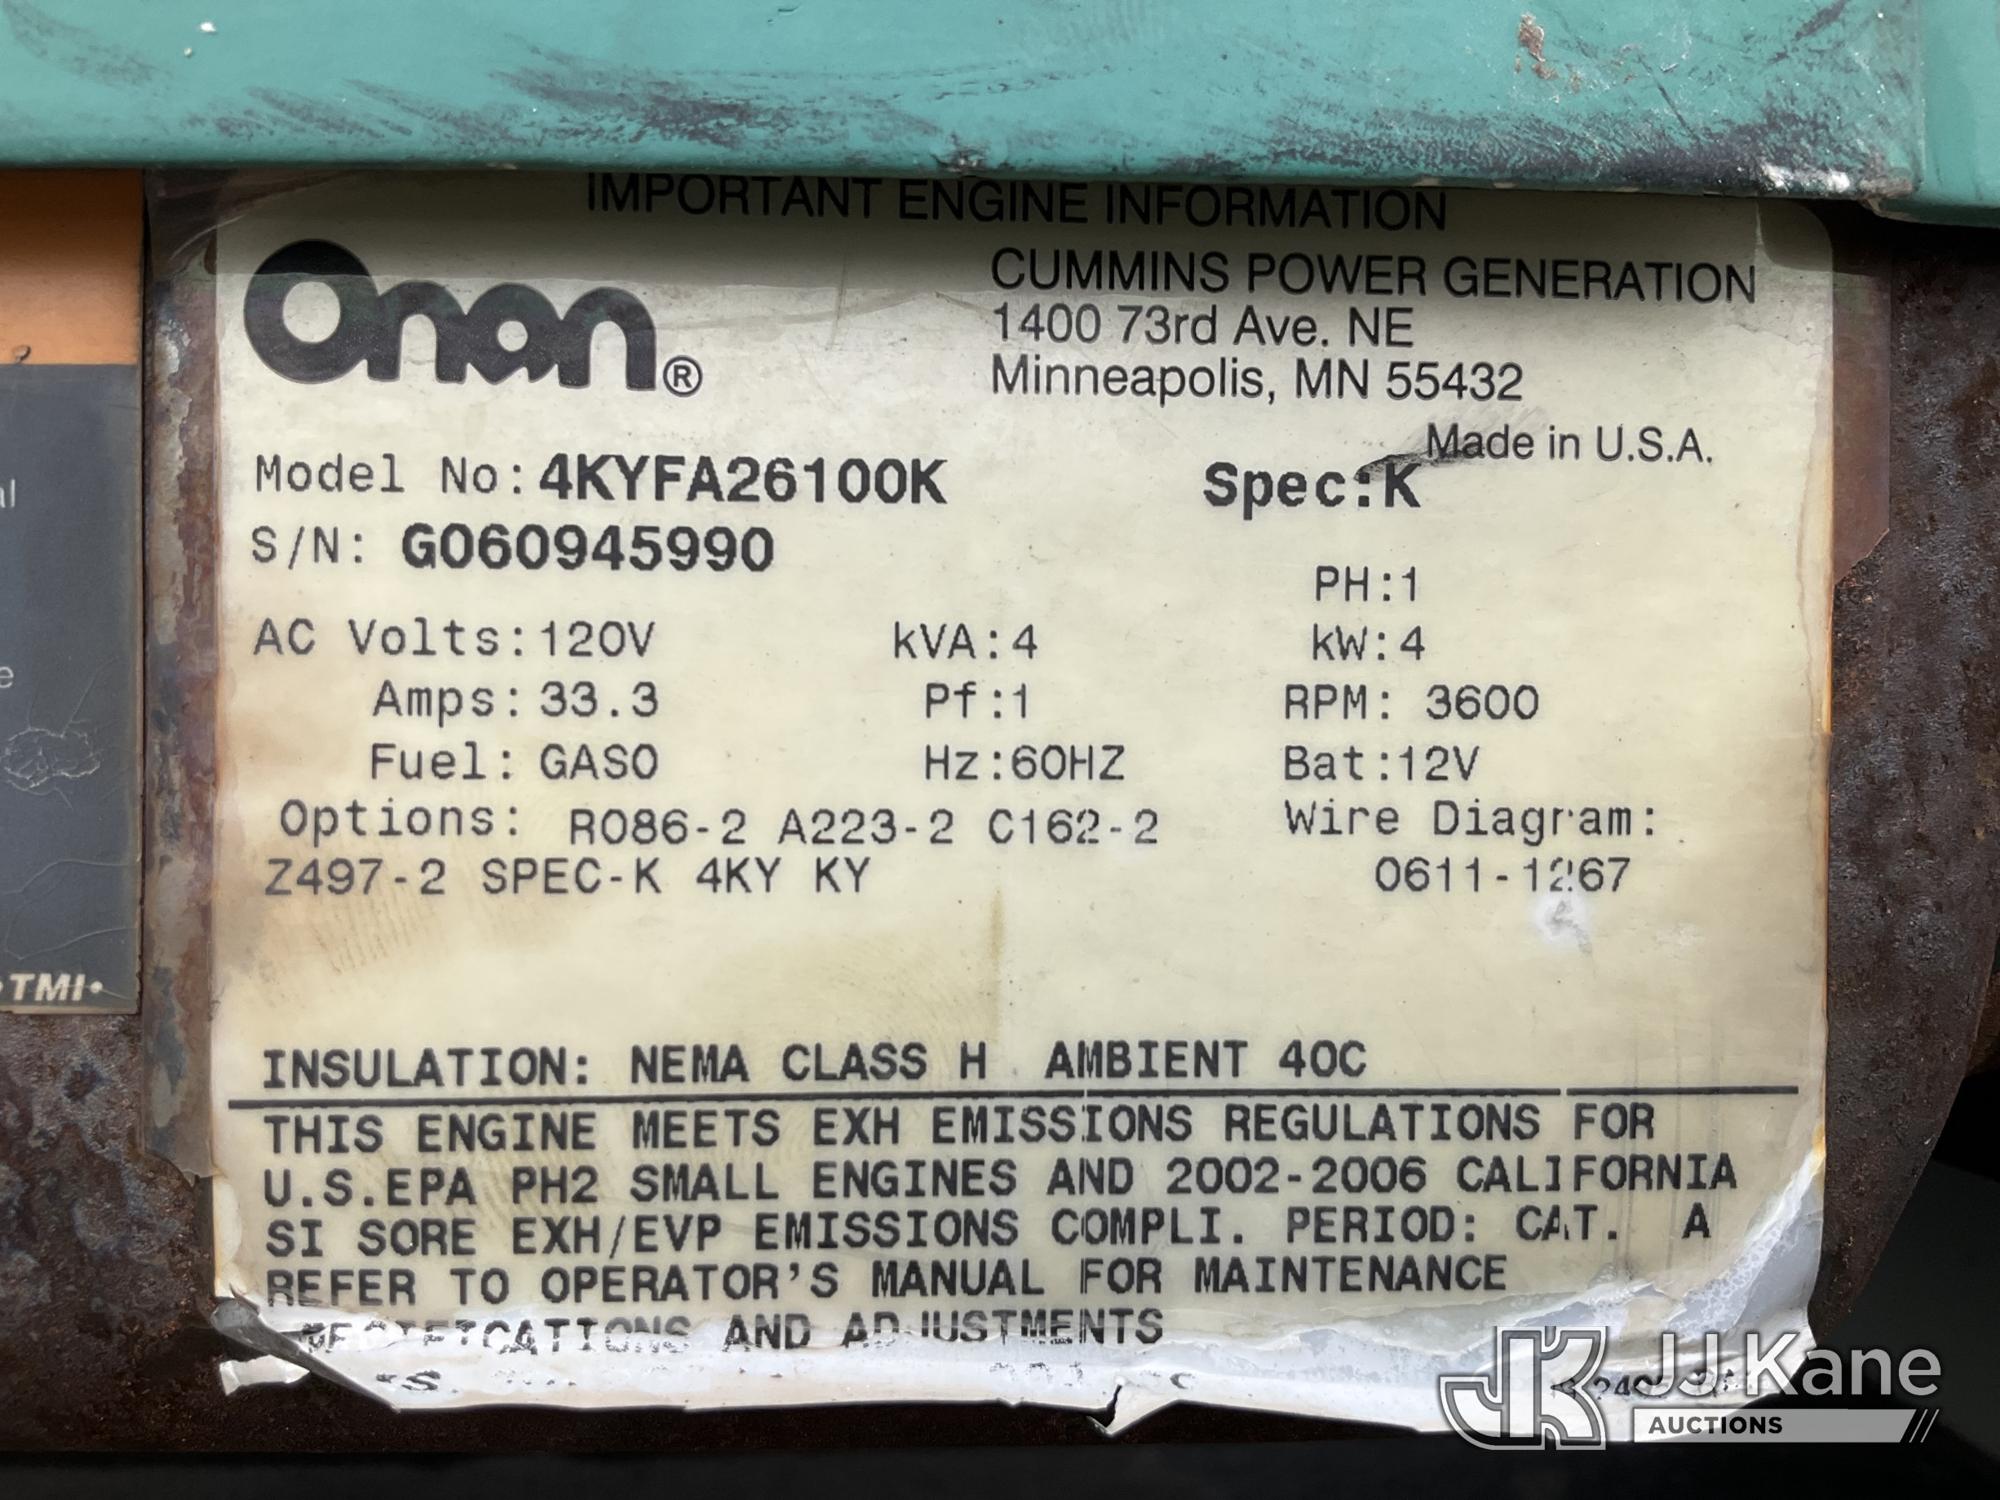 IMPORTANT ENGINE INFORMATION
Onan®
CUMMINS POWER GENERATION
1400 73rd Ave. NE
Minneapolis, MN 55432
Made in U.S.A.
Model No: 4KYFA26100K
Spec:K
S/N: G060945990
PH:1
AC Volts:120V kVA:4 kW:4
Amps:33.3 Pf:1 RPM: 3600
Fuel: GASO Hz:60HZ Bat:12V
Options: R086-2 A223-2 C162-2 Wire Diagram:
Z497-2 SPEC-K 4KY KY 0611-1267
•TMI•
INSULATION: NEMA CLASS H AMBIENT 40C
THIS ENGINE MEETS EXH EMISSIONS REGULATIONS FOR
U.S.EPA PH2 SMALL ENGINES AND 2002-2006 CALIFORNIA
SI SORE EXH/EVP EMISSIONS COMPLI. PERIOD: CAT. A
REFER TO OPERATOR'S MANUAL FOR MAINTENANCE
SPECIFICATIONS AND ADJUSTMENTS
JJ Kane
AUCTIONS